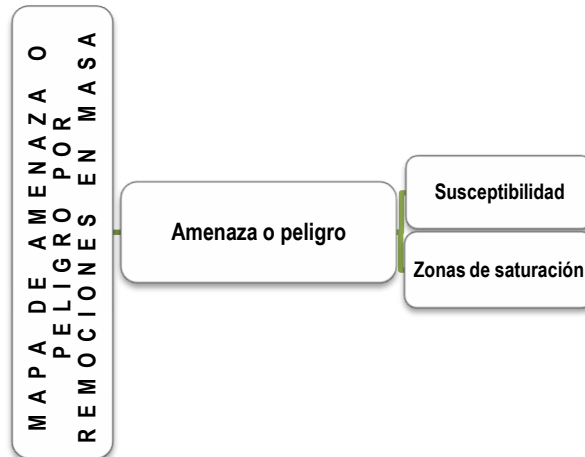 MAPA DE AMENAZA O
PELIGRO POR
REMOCIONES EN MASA
Amenaza o peligro
Susceptibilidad
Zonas de saturación